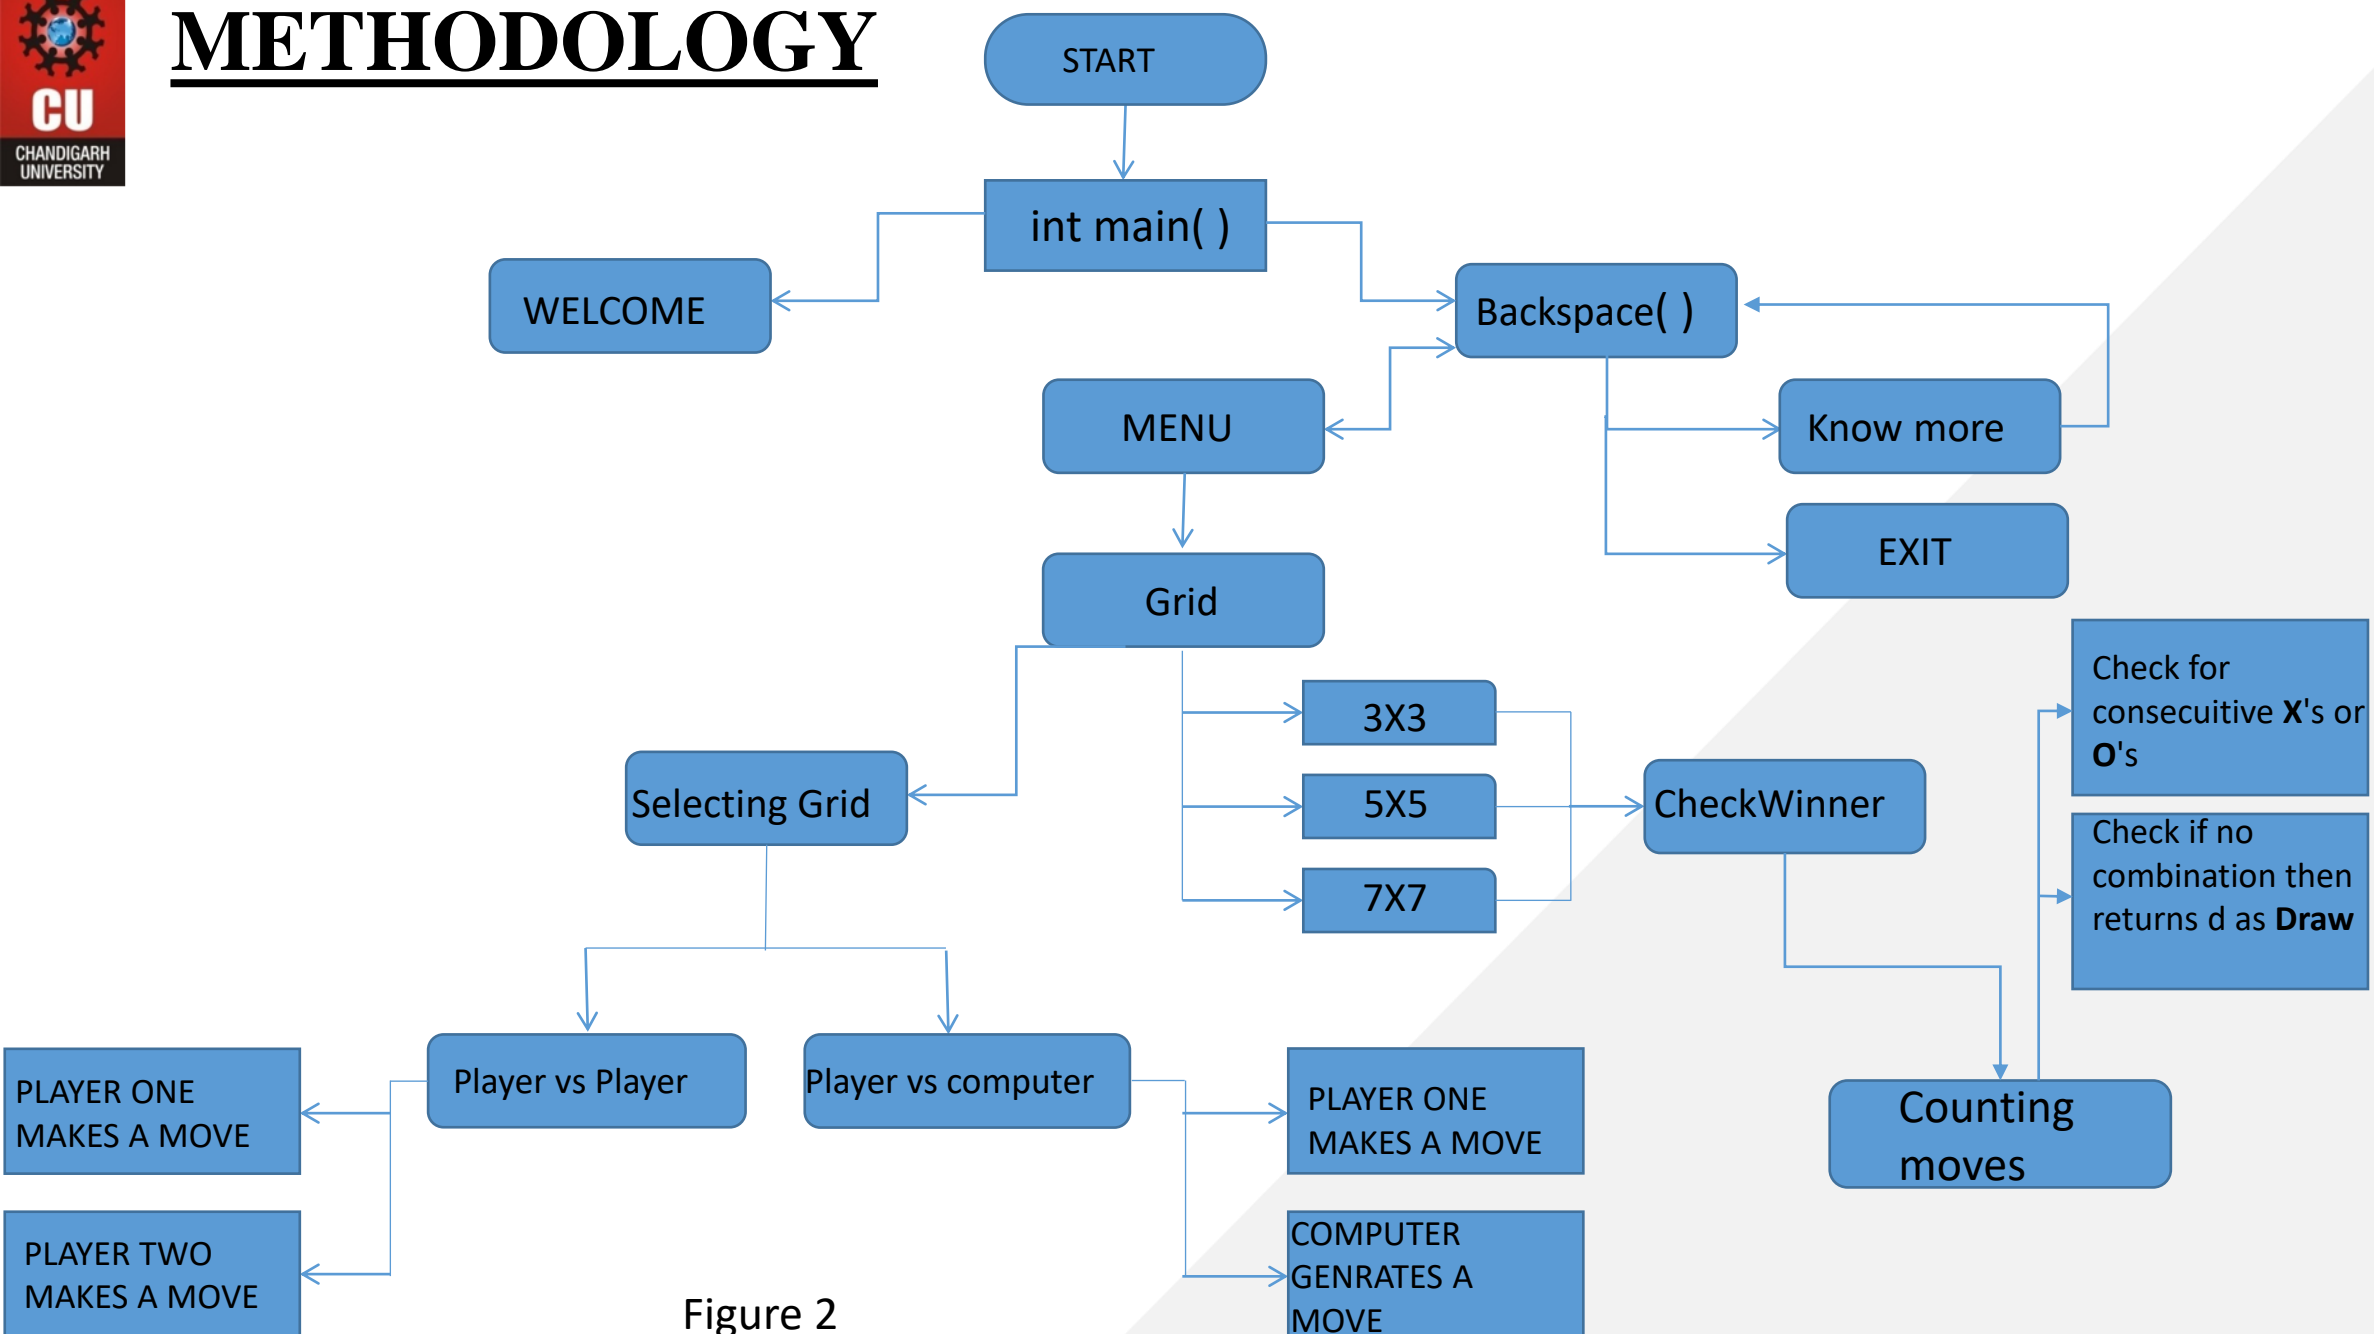 METHODOLOGY
CU
CHANDIGARH
UNIVERSITY
START
int main( )
WELCOME
Backspace( )
MENU
Know more
EXIT
Grid
3X3
5X5
7X7
Selecting Grid
CheckWinner
Check for
consecuitive X's or
O's
Check if no
combination then
returns d as Draw
Player vs Player
Player vs computer
PLAYER ONE
MAKES A MOVE
PLAYER TWO
MAKES A MOVE
PLAYER ONE
MAKES A MOVE
COMPUTER
GENRATES A
MOVE
Counting
moves
Figure 2